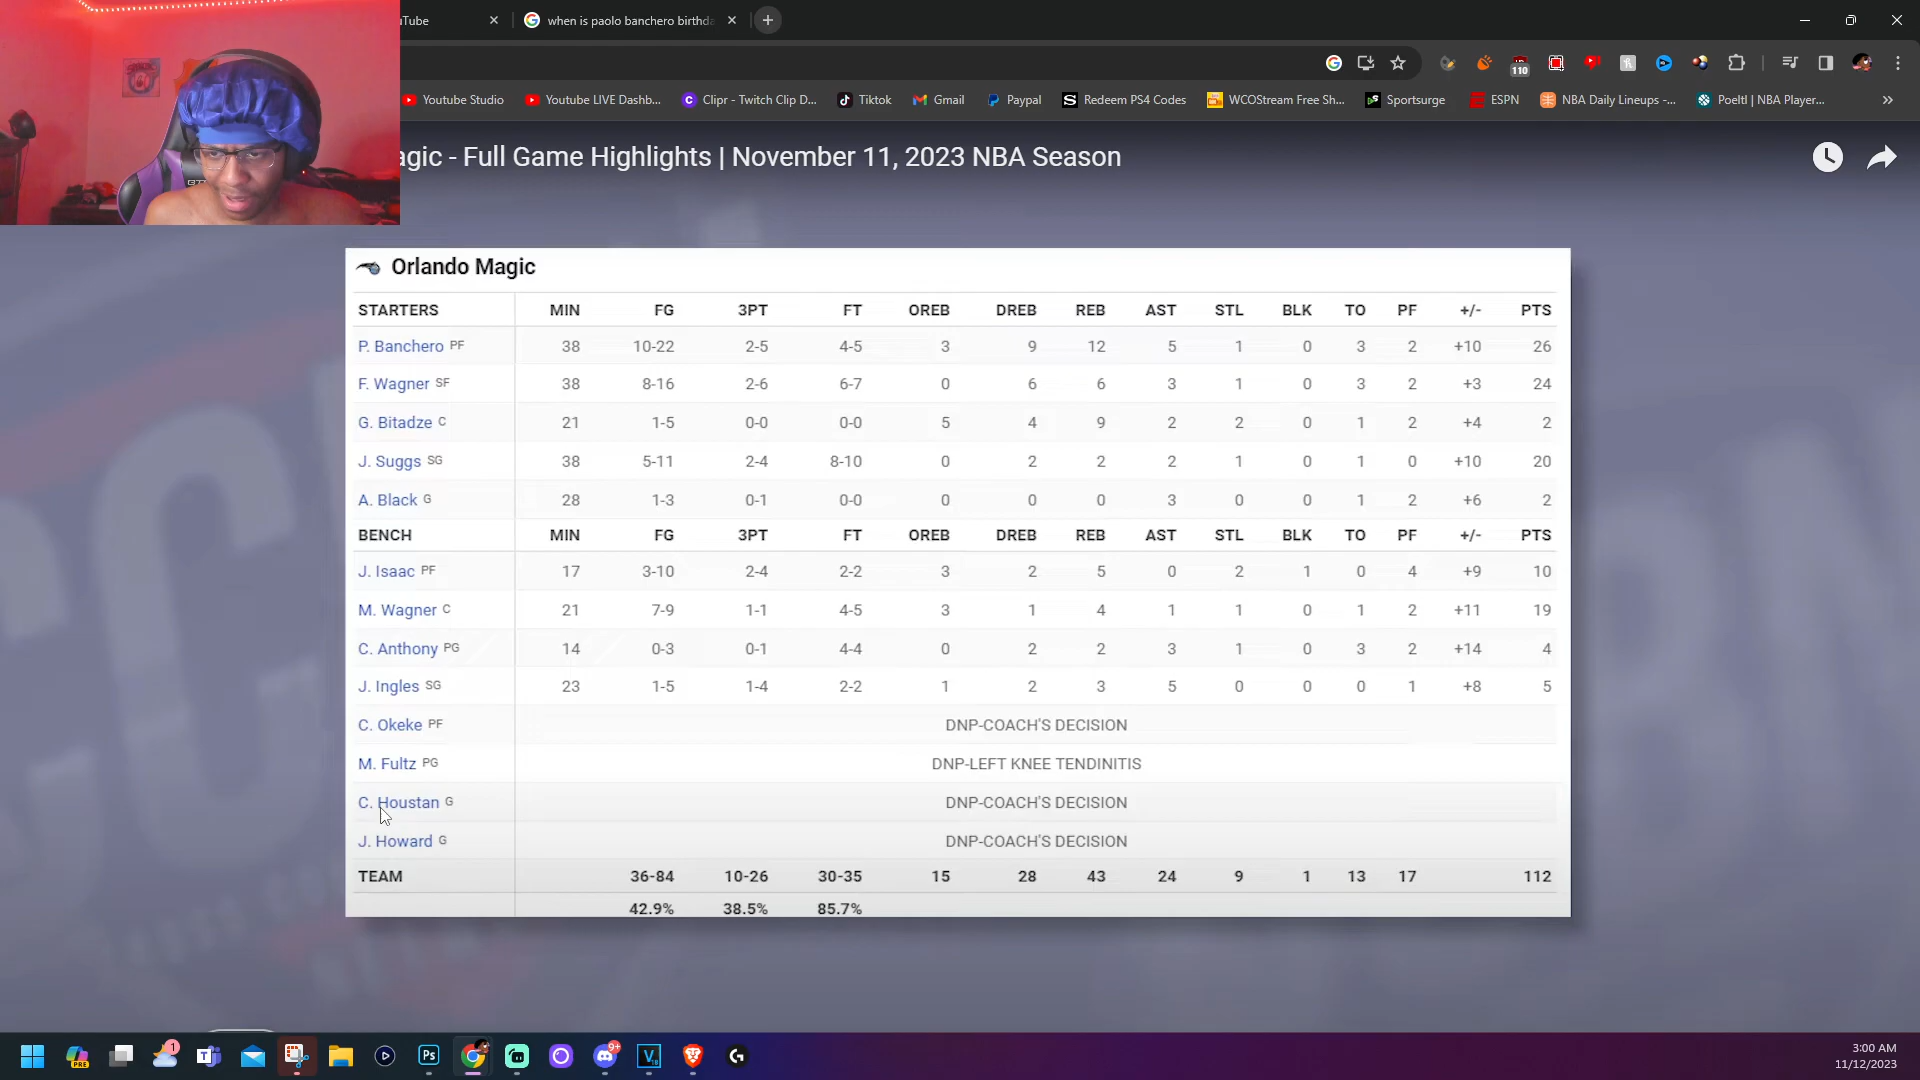 uTube
when is paolo banchero birthda
110
Youtube Studio
Youtube LIVE Dashb...
Clipr - Twitch Clip D...
Tiktok
Gmail
Paypal
Redeem PS4 Codes
WCOStream Free Sh...
Sportsurge
ESPN
NBA Daily Lineups -...
Poeltl | NBA Player...
agic - Full Game Highlights | November 11, 2023 NBA Season
Orlando Magic
STARTERS MIN FG 3PT FT OREB DREB REB AST STL BLK TO PF +/- PTS
P. Banchero PF 38 10-22 2-5 4-5 3 9 12 5 1 0 3 2 +10 26
F. Wagner SF 38 8-16 2-6 6-7 0 6 6 3 1 0 3 2 +3 24
G. Bitadze C 21 1-5 0-0 0-0 5 4 9 2 2 0 1 2 +4 2
J. Suggs SG 38 5-11 2-4 8-10 0 2 2 2 1 0 1 0 +10 20
A. Black G 28 1-3 0-1 0-0 0 0 0 3 0 0 1 2 +6 2
BENCH MIN FG 3PT FT OREB DREB REB AST STL BLK TO PF +/- PTS
J. Isaac PF 17 3-10 2-4 2-2 3 2 5 0 2 1 0 4 +9 10
M. Wagner C 21 7-9 1-1 4-5 3 1 4 1 1 0 1 2 +11 19
C. Anthony PG 14 0-3 0-1 4-4 0 2 2 3 1 0 3 2 +14 4
J. Ingles SG 23 1-5 1-4 2-2 1 2 3 5 0 0 0 1 +8 5
C. Okeke PF DNP-COACH'S DECISION
M. Fultz PG DNP-LEFT KNEE TENDINITIS
C. Houstan G DNP-COACH'S DECISION
J. Howard G DNP-COACH'S DECISION
TEAM 36-84 10-26 30-35 15 28 43 24 9 1 13 17 112
42.9% 38.5% 85.7%
PRE
1
Ps
9+
3:00 AM
11/12/2023